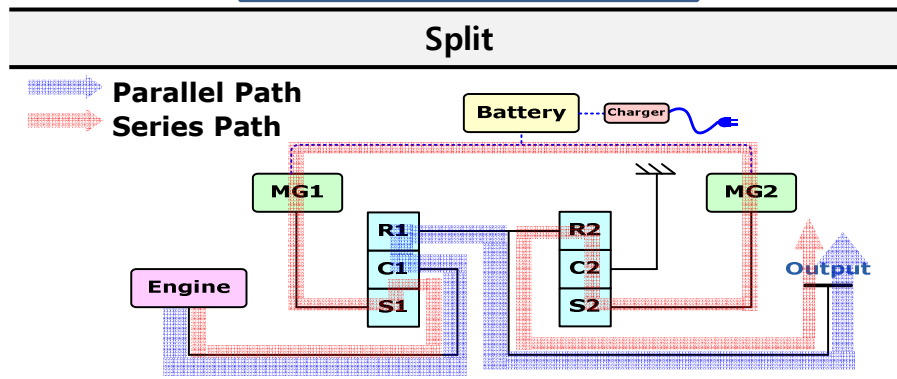 Split
Parallel Path
Series Path
Battery
Charger
MG1
MG2
R1
R2
C1
C2
Engine
Output
S1
S2